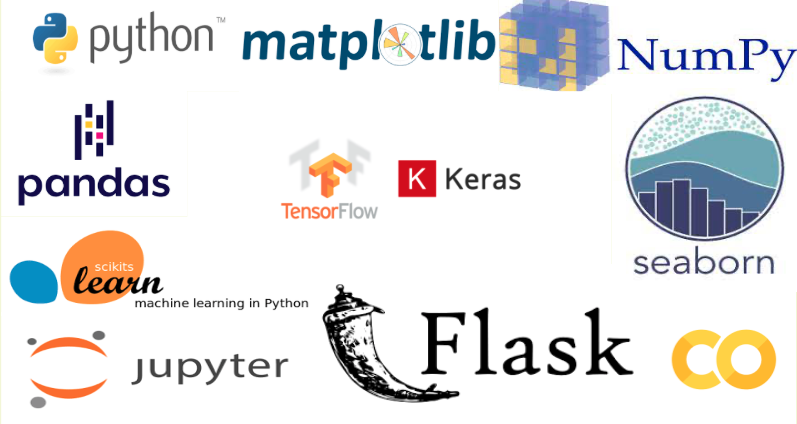 python™
matplotlib
NumPy
pandas
TensorFlow
K Keras
seaborn
scikits
learn
machine learning in Python
jupyter
Flask
CO